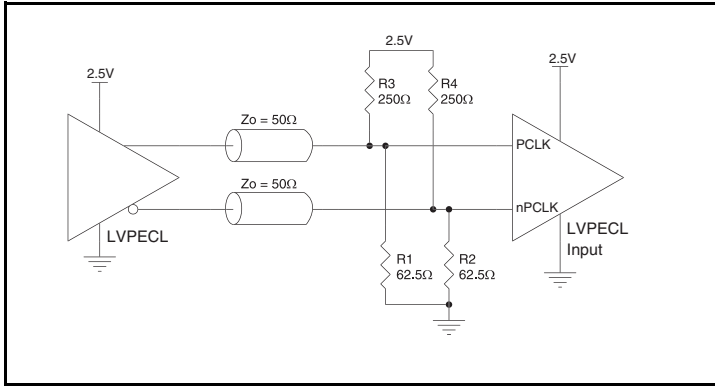 2.5V
2.5V
2.5V
R3
250Ω
R4
250Ω
Zo = 50Ω
PCLK
Zo = 50Ω
nPCLK
LVPECL
LVPECL
Input
R1
62.5Ω
R2
62.5Ω